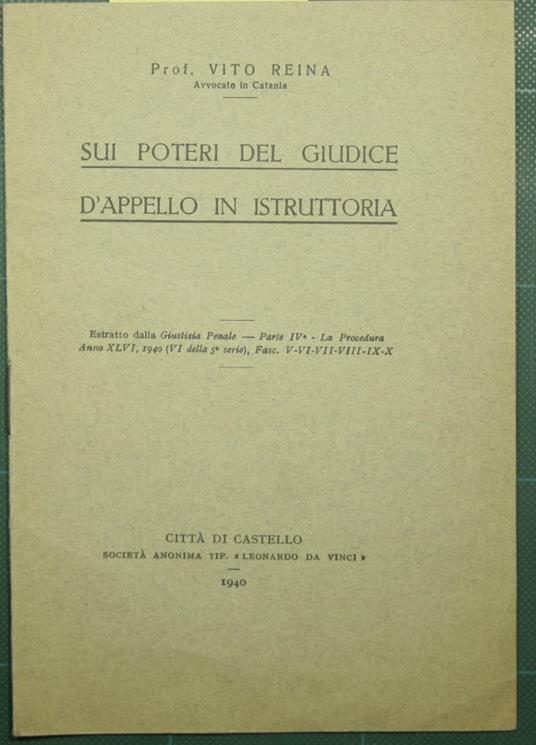 Prof. VITO REINA
Avvocato in Catania
SUI POTERI DEL GIUDICE
D'APPELLO IN ISTRUTTORIA
Estratto dalla Giustizia Penale — Parte IVª - La Procedura
Anno XLVI, 1940 (VI della 5ª serie), Fasc. V-VI-VII-VIII-IX-X
CITTÀ DI CASTELLO
SOCIETÀ ANONIMA TIP. « LEONARDO DA VINCI »
1940